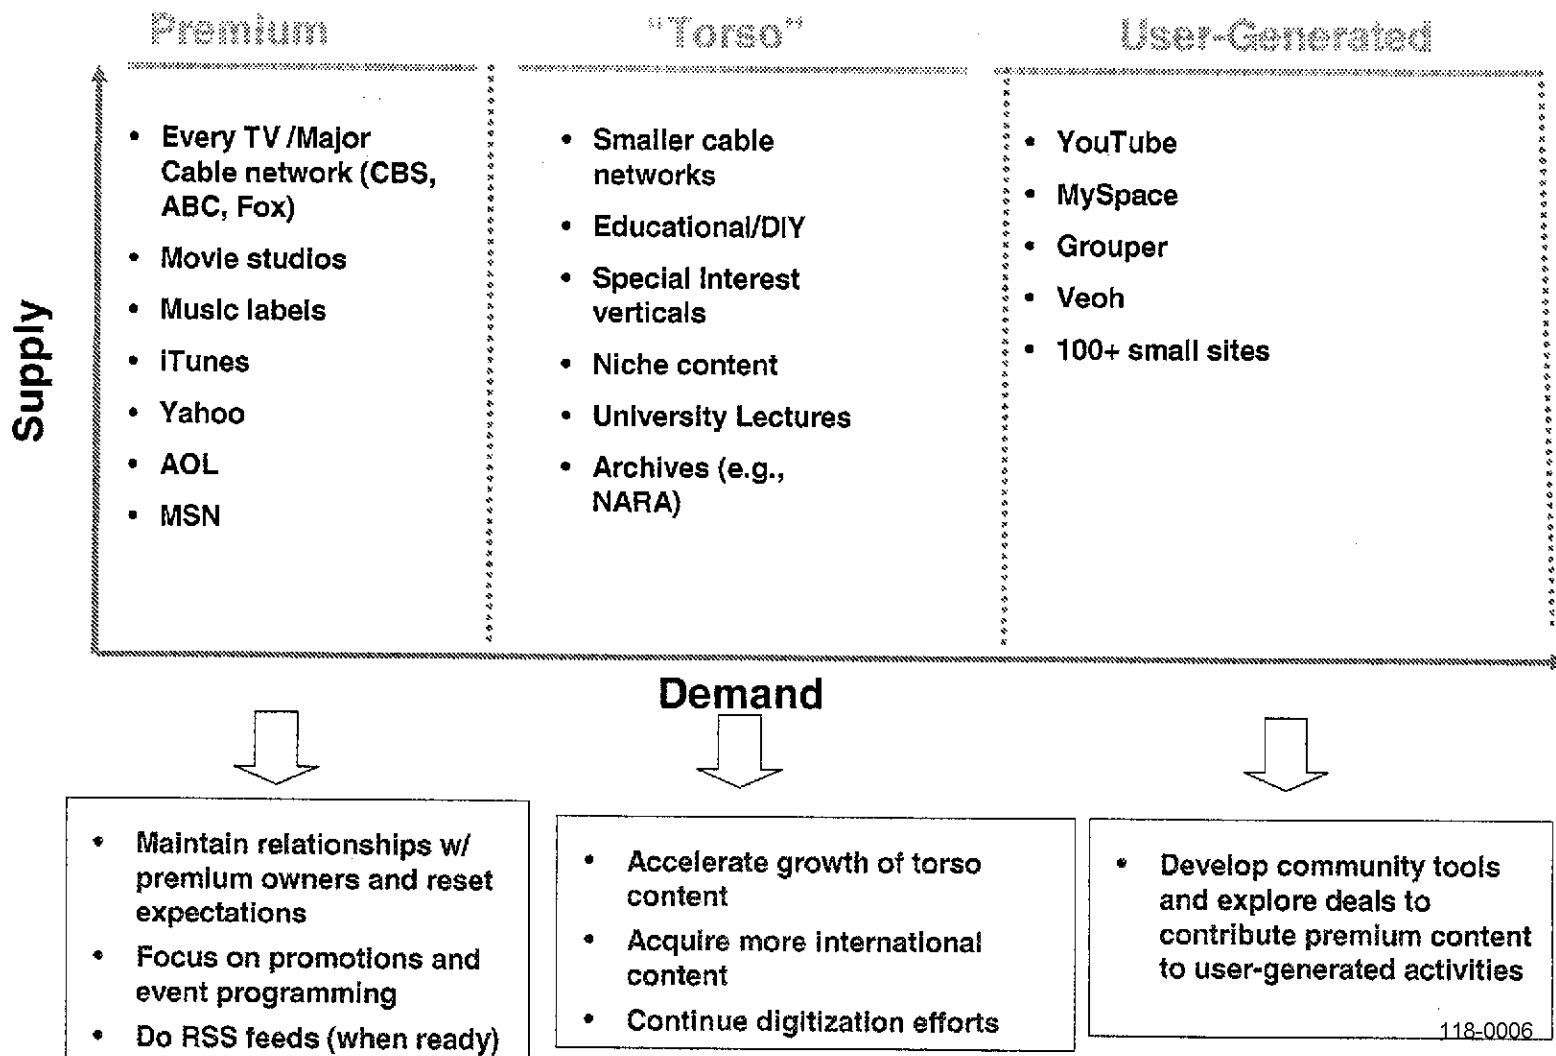 Premium
"Torso"
User-Generated
Supply
• Every TV /Major
Cable network (CBS,
ABC, Fox)
• Movie studios
• Music labels
• iTunes
• Yahoo
• AOL
• MSN
• Smaller cable
networks
• Educational/DIY
• Special Interest
verticals
• Niche content
• University Lectures
• Archives (e.g.,
NARA)
• YouTube
• MySpace
• Grouper
• Veoh
• 100+ small sites
Demand
• Maintain relationships w/
premium owners and reset
expectations
• Focus on promotions and
event programming
• Do RSS feeds (when ready)
• Accelerate growth of torso
content
• Acquire more international
content
• Continue digitization efforts
• Develop community tools
and explore deals to
contribute premium content
to user-generated activities
118-0006